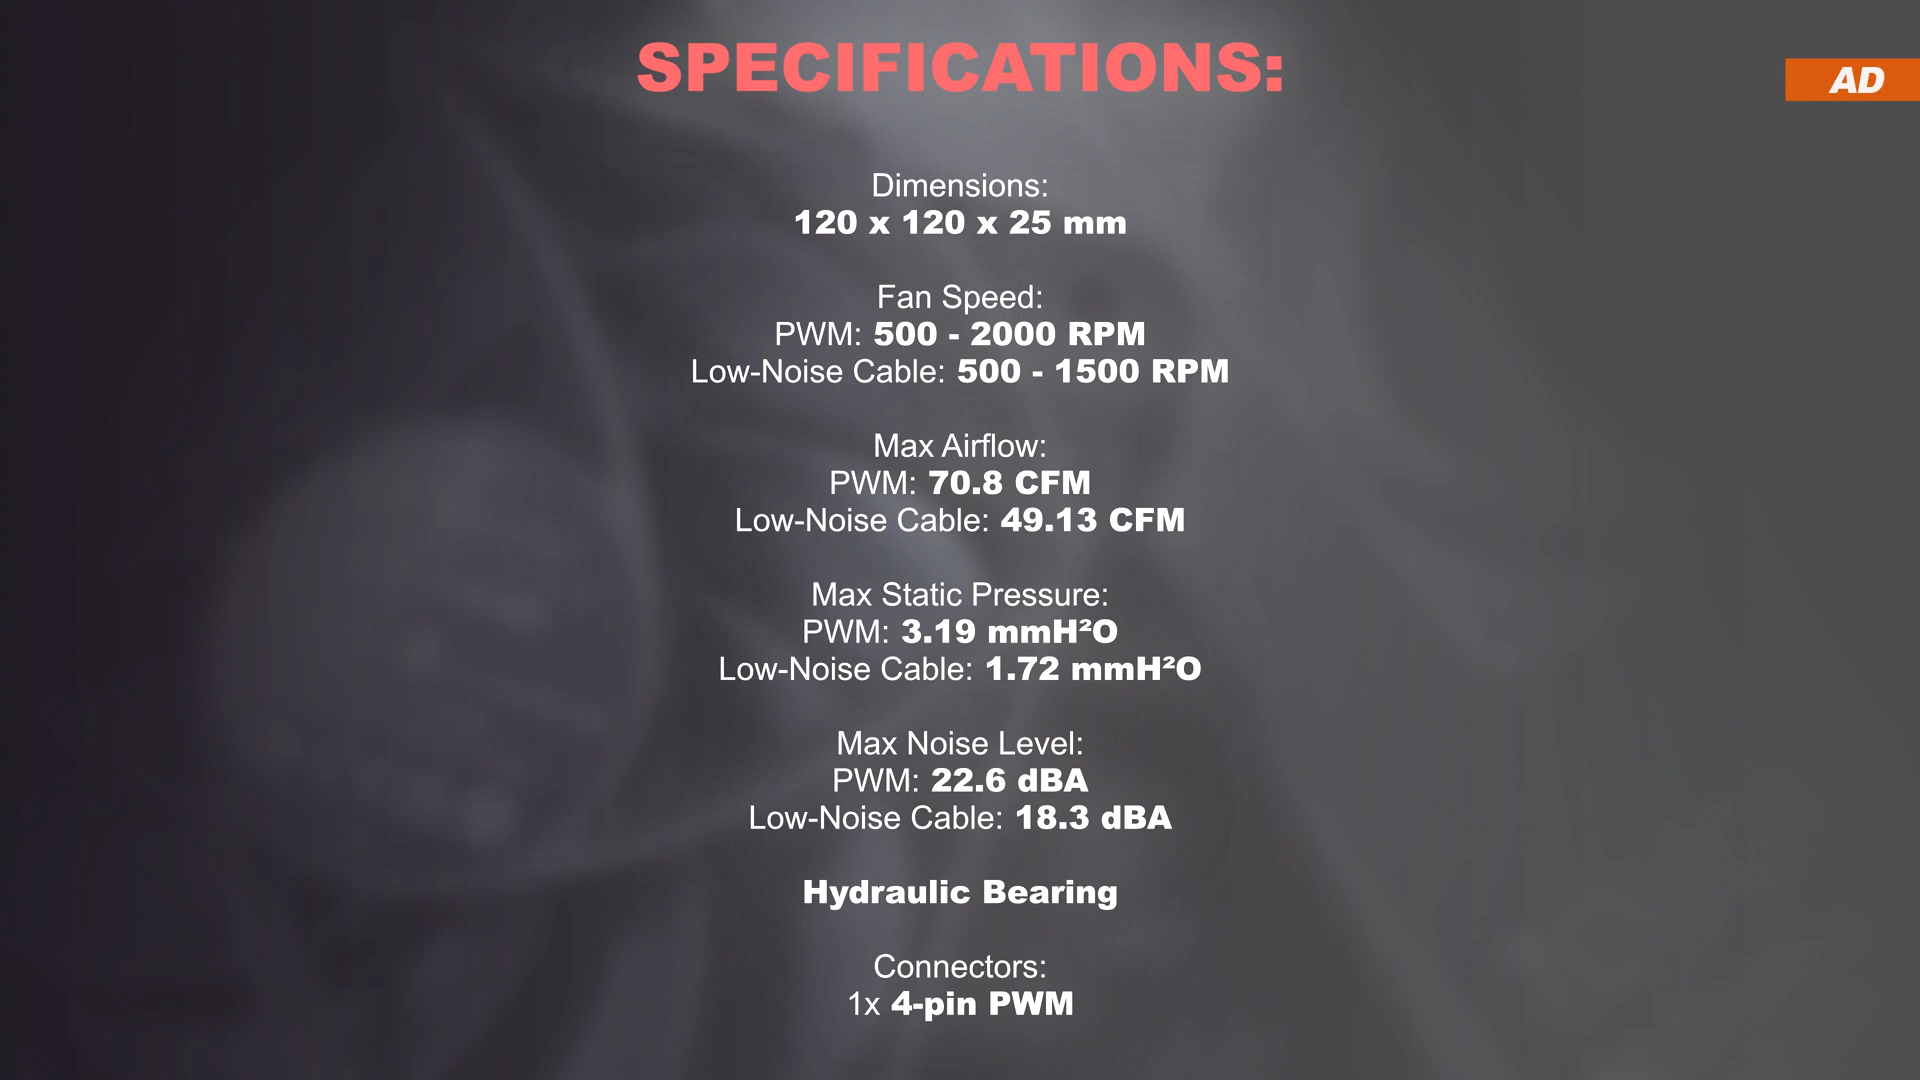 SPECIFICATIONS:
AD
Dimensions:
120 x 120 x 25 mm
Fan Speed:
PWM: 500 - 2000 RPM
Low-Noise Cable: 500 - 1500 RPM
Max Airflow:
PWM: 70.8 CFM
Low-Noise Cable: 49.13 CFM
Max Static Pressure:
PWM: 3.19 mmH²O
Low-Noise Cable: 1.72 mmH²O
Max Noise Level:
PWM: 22.6 dBA
Low-Noise Cable: 18.3 dBA
Hydraulic Bearing
Connectors:
1x 4-pin PWM